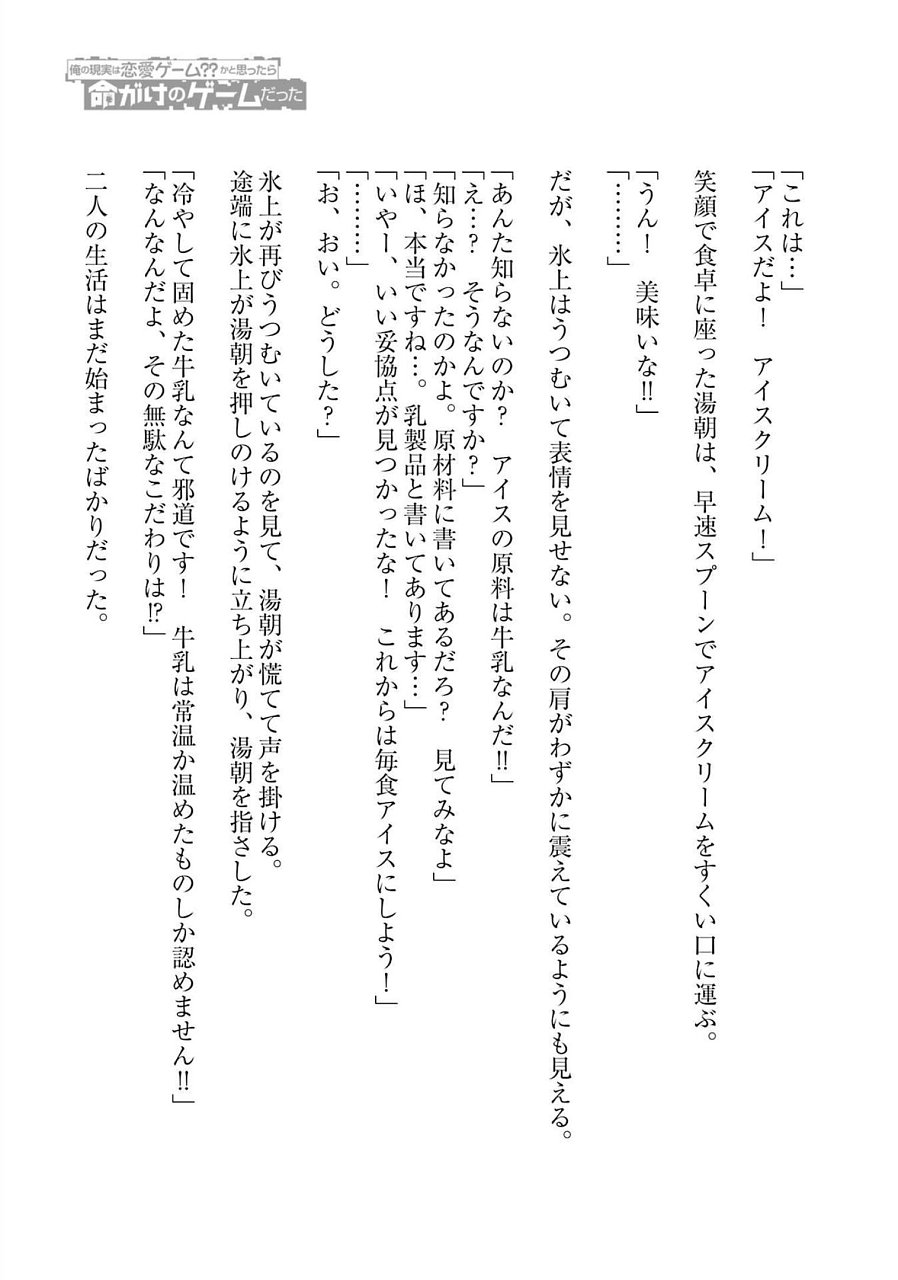 俺の現実は恋愛ゲーム??かと思ったら
命がけのゲームだった
「これは…」
「アイスだよ！　アイスクリーム！」
笑顔で食卓に座った湯朝は、早速スプーンでアイスクリームをすくい口に運ぶ。
「うん！　美味いな!!」
「………」
だが、氷上はうつむいて表情を見せない。その肩がわずかに震えているようにも見える。
「あんた知らないのか？　アイスの原料は牛乳なんだ!!」
「え…？　そうなんですか？」
「知らなかったのかよ。原材料に書いてあるだろ？　見てみなよ」
「ほ、本当ですね…。乳製品と書いてあります…」
「いやー、いい妥協点が見つかったな！　これからは毎食アイスにしよう！」
「………」
「お、おい。どうした？」
氷上が再びうつむいているのを見て、湯朝が慌てて声を掛ける。
途端に氷上が湯朝を押しのけるように立ち上がり、湯朝を指さした。
「冷やして固めた牛乳なんて邪道です！　牛乳は常温か温めたものしか認めません!!」
「なんなんだよ、その無駄なこだわりは!?」
二人の生活はまだ始まったばかりだった。